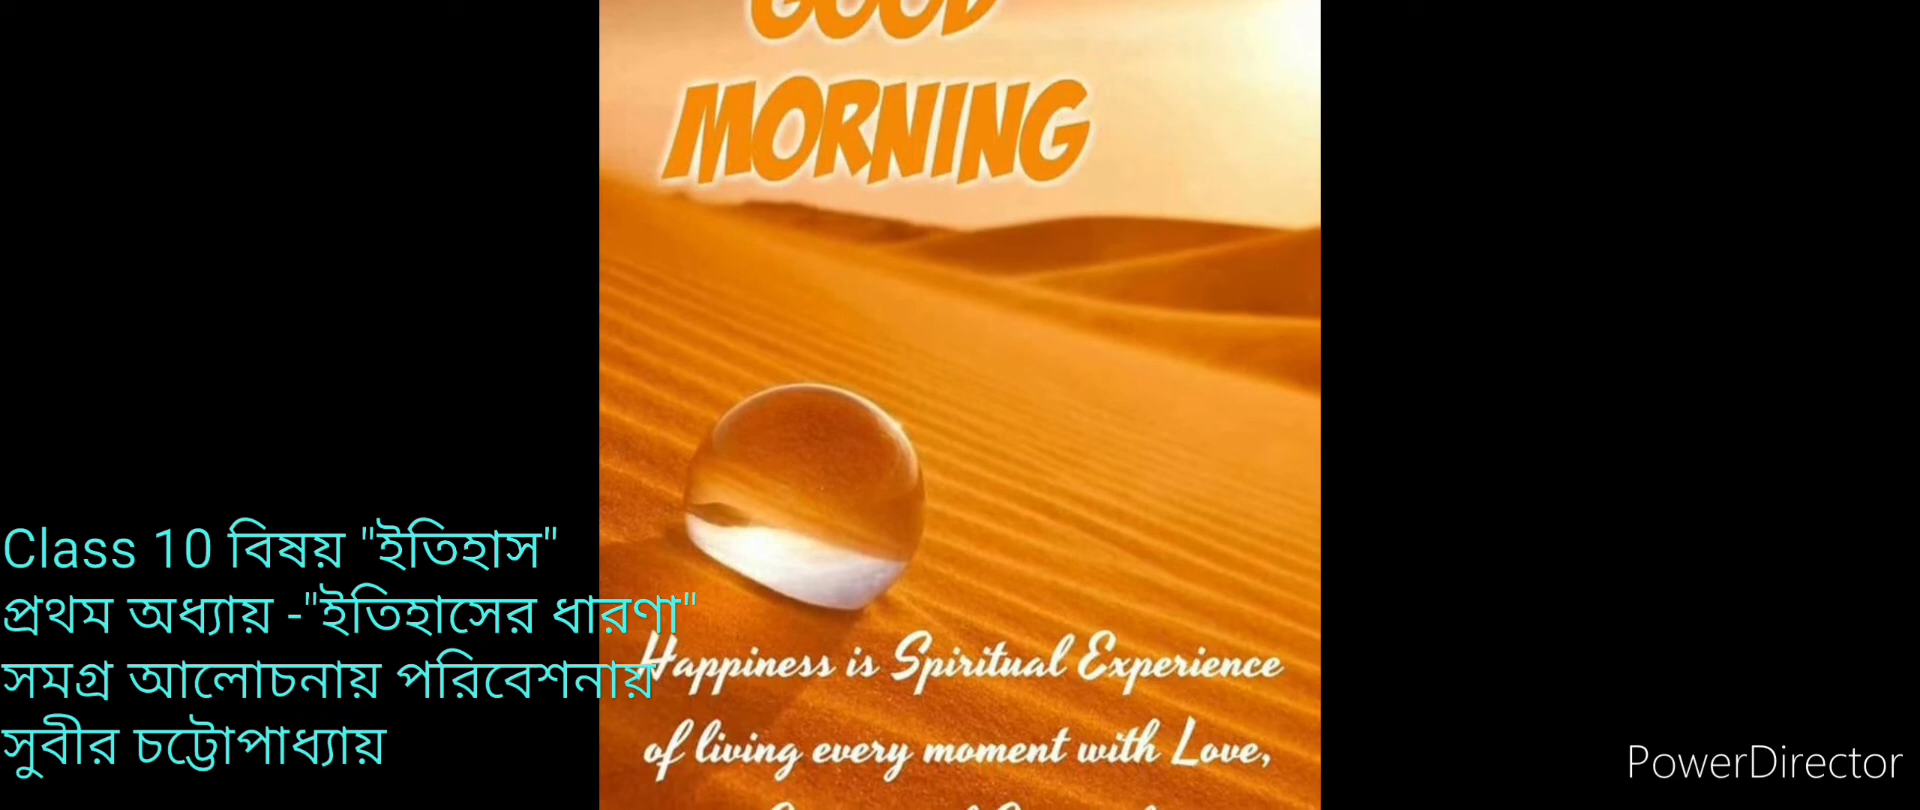 GOOD
MORNING
Class 10 বিষয় "ইতিহাস"
প্রথম অধ্যায় -"ইতিহাসের ধারণা"
সমগ্র আলোচনায় পরিবেশনায়
সুবীর চট্টোপাধ্যায়
Happiness is Spiritual Experience
of living every moment with Love,
PowerDirector